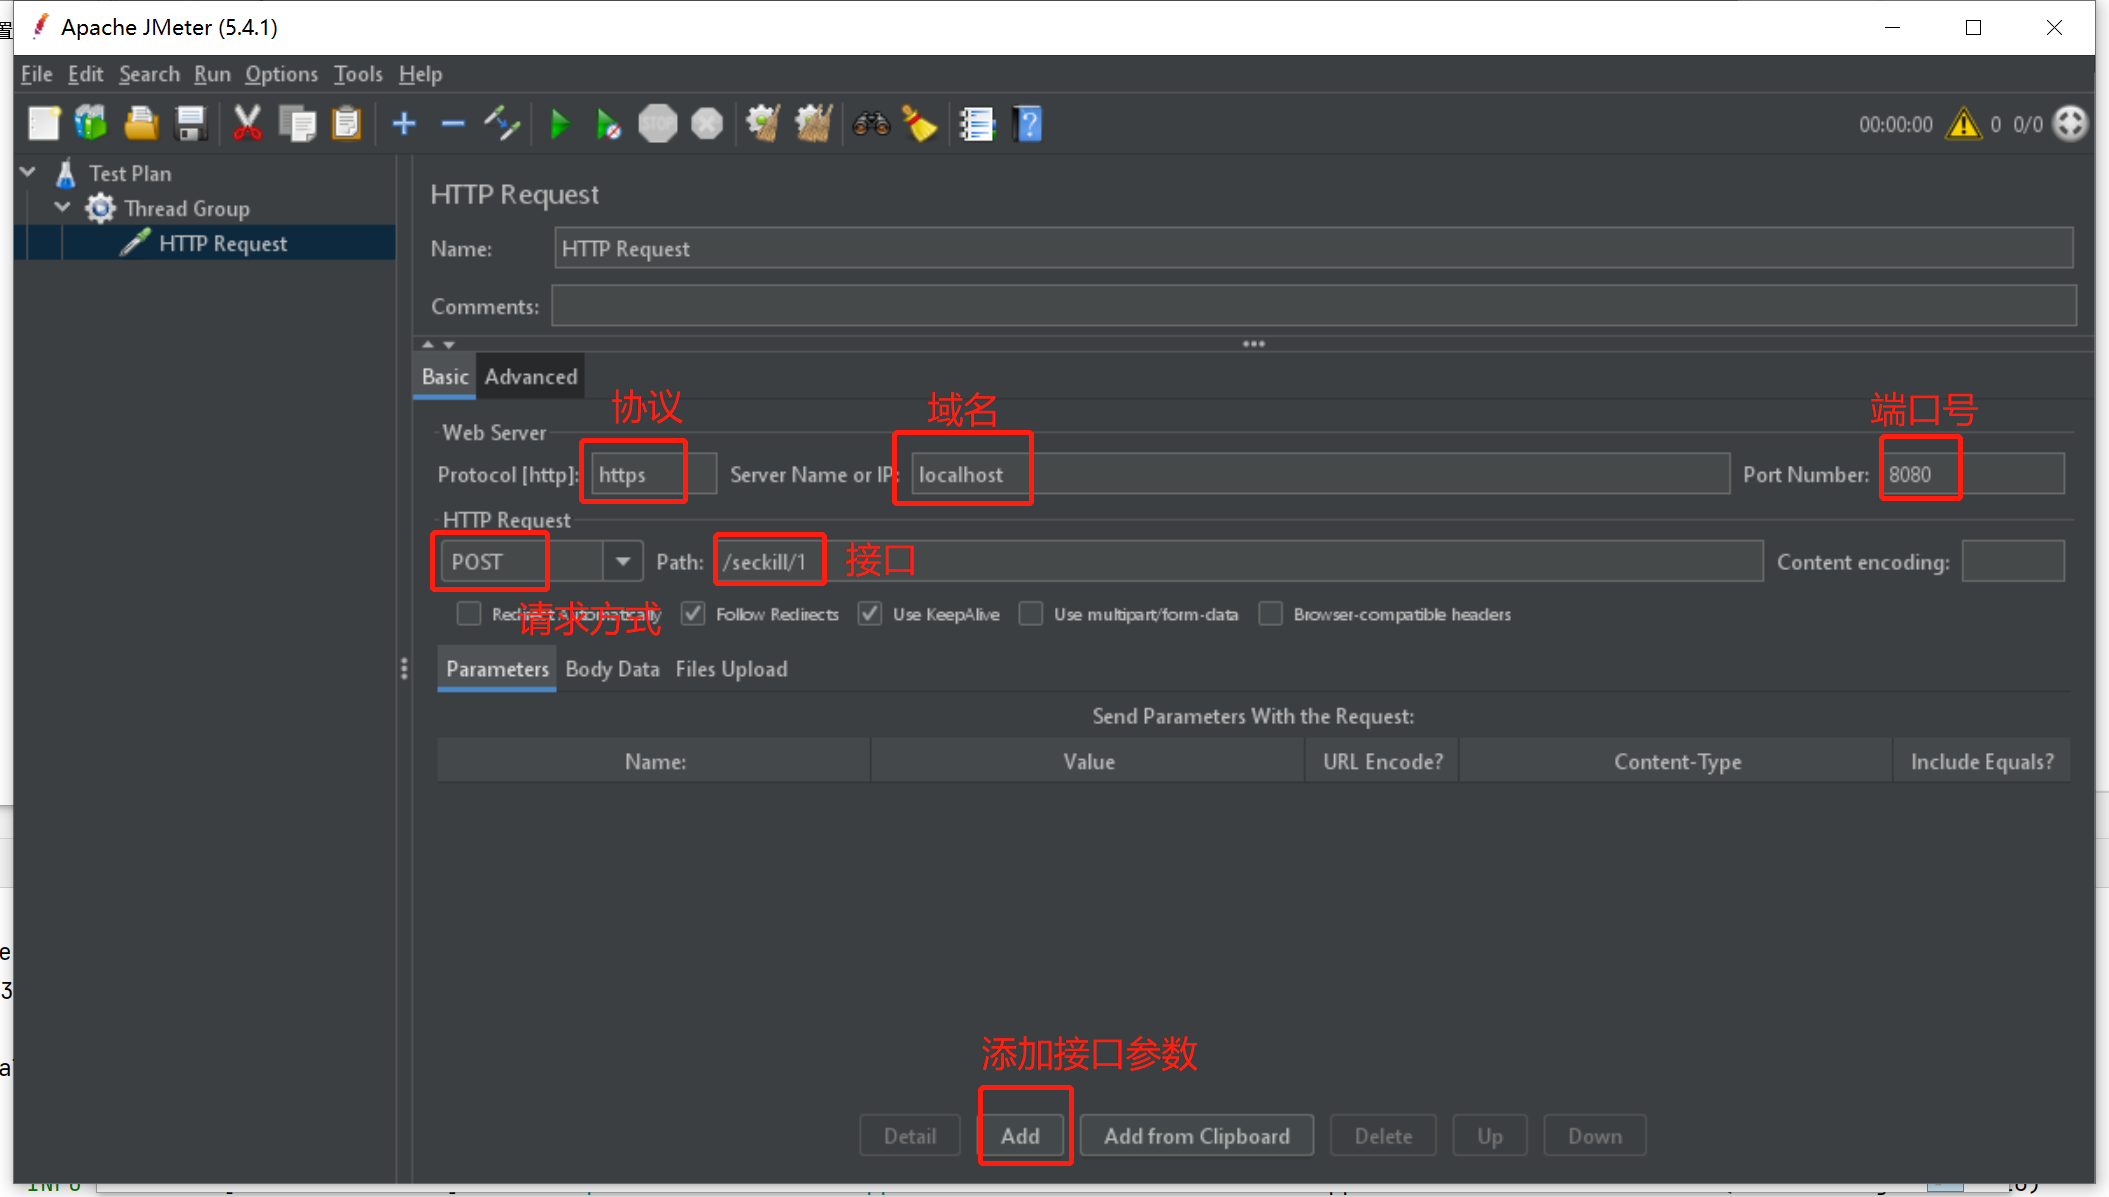 置
Apache JMeter (5.4.1)
File Edit Search Run Options Tools Help
STOP
00:00:00 0 0/0
Test Plan
Thread Group
HTTP Request
HTTP Request
Name: HTTP Request
Comments:
Basic Advanced
协议 域名 端口号
Web Server
Protocol [http]: https Server Name or IP: localhost Port Number: 8080
HTTP Request
POST Path: /seckill/1 接口 Content encoding:
Redirect Automatically Follow Redirects Use KeepAlive Use multipart/form-data Browser-compatible headers
请求方式
Parameters Body Data Files Upload
Send Parameters With the Request:
Name: Value URL Encode? Content-Type Include Equals?
e
3
a
添加接口参数
Detail Add Add from Clipboard Delete Up Down
INFO